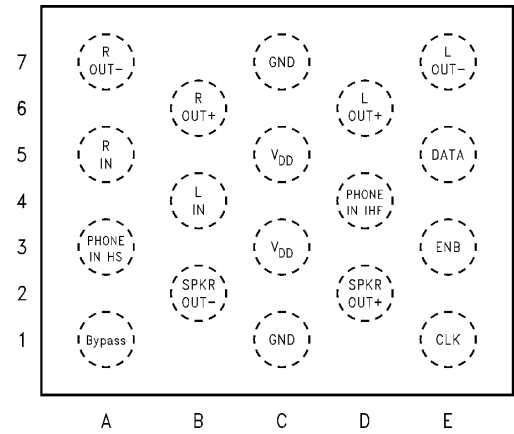 7
R
OUT-
GND
L
OUT-
6
R
OUT+
L
OUT+
5
R
IN
VDD
DATA
4
L
IN
PHONE
IN IHF
3
PHONE
IN HS
VDD
ENB
2
SPKR
OUT-
SPKR
OUT+
1
Bypass
GND
CLK
A B C D E